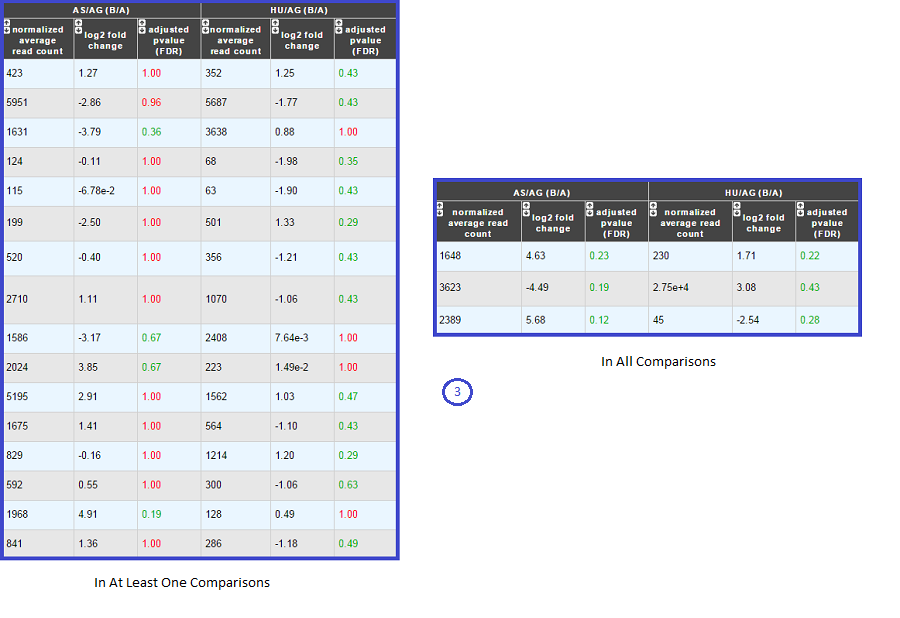 AS/AG (B/A) HU/AG (B/A)
normalized average read count log2 fold change adjusted pvalue (FDR) normalized average read count log2 fold change adjusted pvalue (FDR)
423 1.27 1.00 352 1.25 0.43
5951 -2.86 0.96 5687 -1.77 0.43
1631 -3.79 0.36 3638 0.88 1.00
124 -0.11 1.00 68 -1.98 0.35
115 -6.78e-2 1.00 63 -1.90 0.43
199 -2.50 1.00 501 1.33 0.29
520 -0.40 1.00 356 -1.21 0.43
2710 1.11 1.00 1070 -1.06 0.43
1586 -3.17 0.67 2408 7.64e-3 1.00
2024 3.85 0.67 223 1.49e-2 1.00
5195 2.91 1.00 1562 1.03 0.47
1675 1.41 1.00 564 -1.10 0.43
829 -0.16 1.00 1214 1.20 0.29
592 0.55 1.00 300 -1.06 0.63
1968 4.91 0.19 128 0.49 1.00
841 1.36 1.00 286 -1.18 0.49
In At Least One Comparisons
AS/AG (B/A) HU/AG (B/A)
normalized average read count log2 fold change adjusted pvalue (FDR) normalized average read count log2 fold change adjusted pvalue (FDR)
1648 4.63 0.23 230 1.71 0.22
3623 -4.49 0.19 2.75e+4 3.08 0.43
2389 5.68 0.12 45 -2.54 0.28
In All Comparisons
3